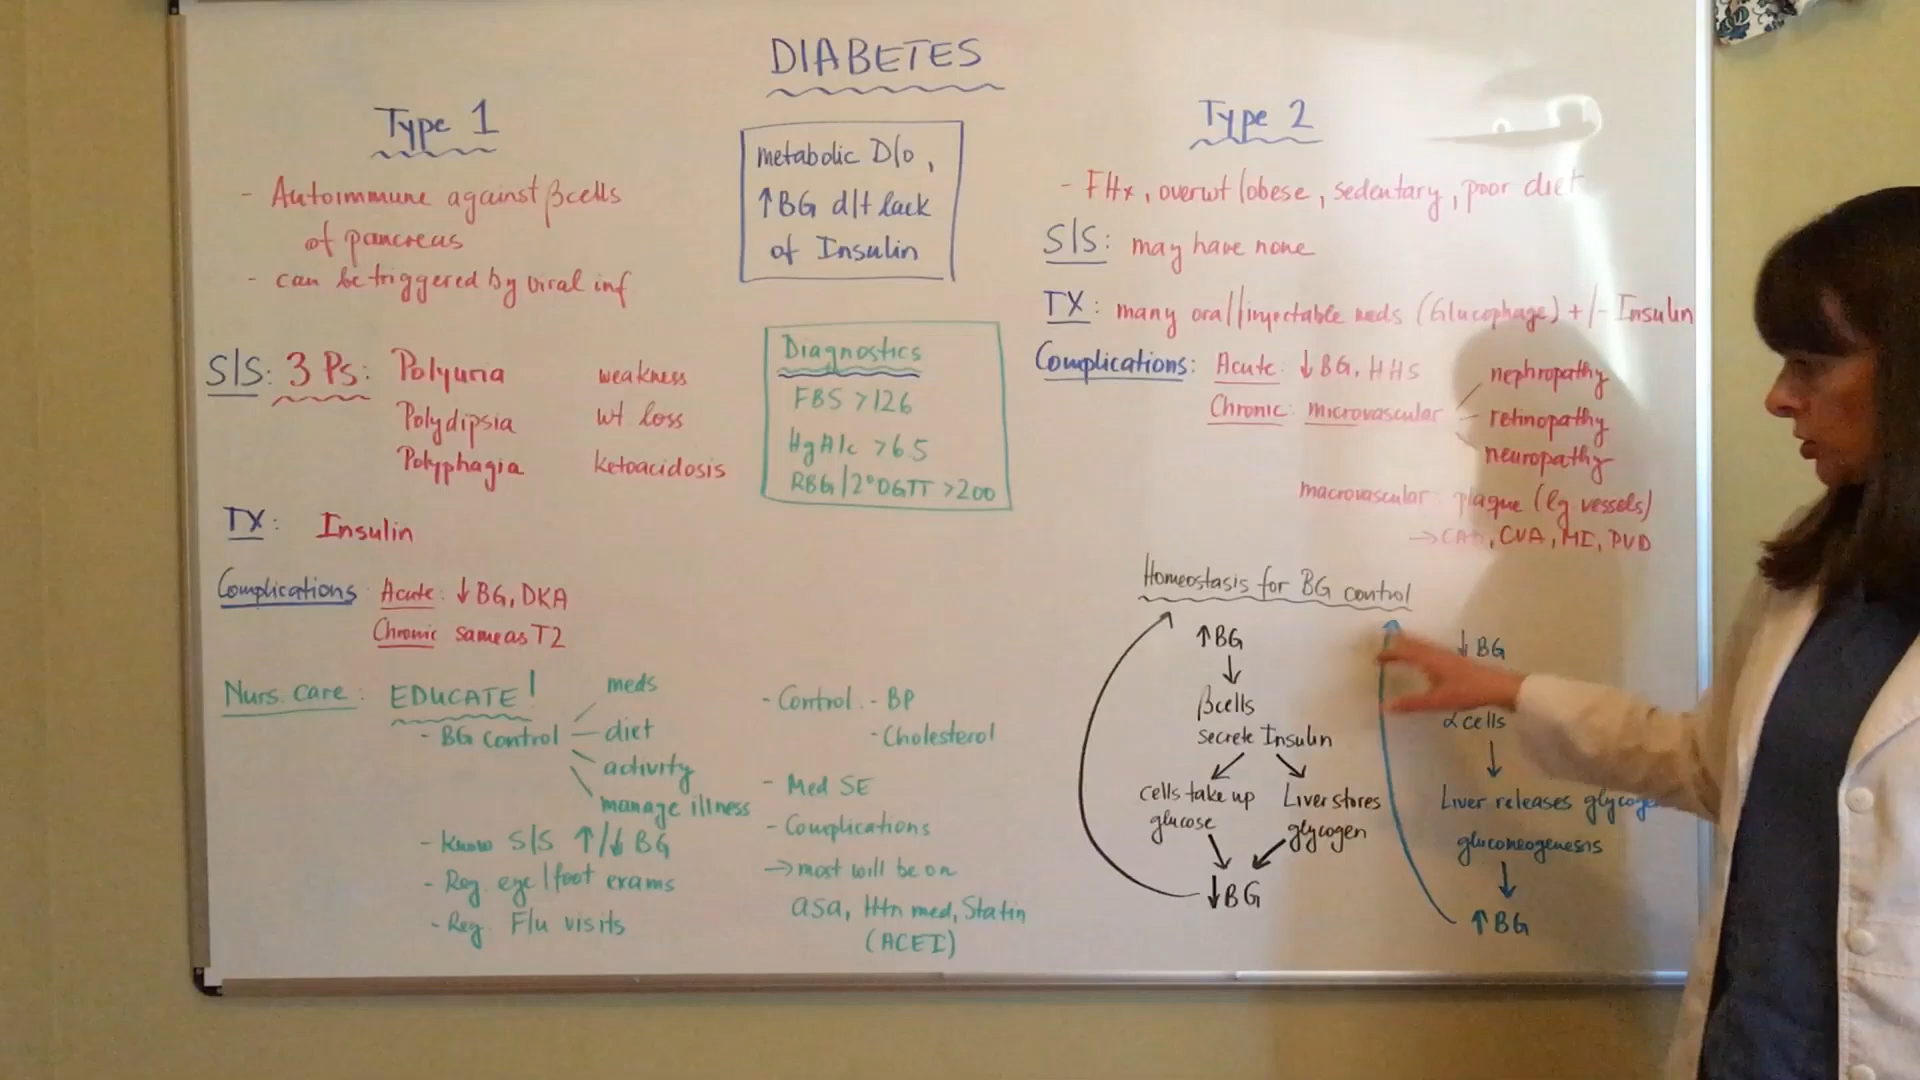 DIABETES
Type 1
- Autoimmune against βcells
of pancreas
- can be triggered by viral inf
S/S: 3 Ps: Polyuria weakness
Polydipsia wt loss
Polyphagia ketoacidosis
TX: Insulin
Complications Acute: ↓BG, DKA
Chronic same as T2
Nurs. care: EDUCATE!
- BG control
meds
diet
activity
manage illness
- Know S/S ↑/↓ BG
- Reg. eye/foot exams
- Reg. Flu visits
metabolic D/o,
↑BG d/t lack
of Insulin
Diagnostics
FBS >126
HgA1c >6.5
RBG/2°OGTT >200
- Control - BP
- Cholesterol
- Med SE
- Complications
→ most will be on
asa, Htn med, Statin
(ACEI)
Type 2
- FHx, overwt/obese, sedentary, poor diet
S/S: may have none
TX: many oral/injectable meds (Glucophage) +/- Insulin
Complications: Acute: ↓BG, HHS
Chronic: microvascular
nephropathy
retinopathy
neuropathy
macrovascular: plaque (lg vessels)
→ CAD, CVA, MI, PVD
Homeostasis for BG control
↑BG
↓
βcells
secrete Insulin
cells take up
glucose
Liver stores
glycogen
↓BG
↓BG
αcells
↓
Liver releases
gluconeogenesis
↓
↑BG